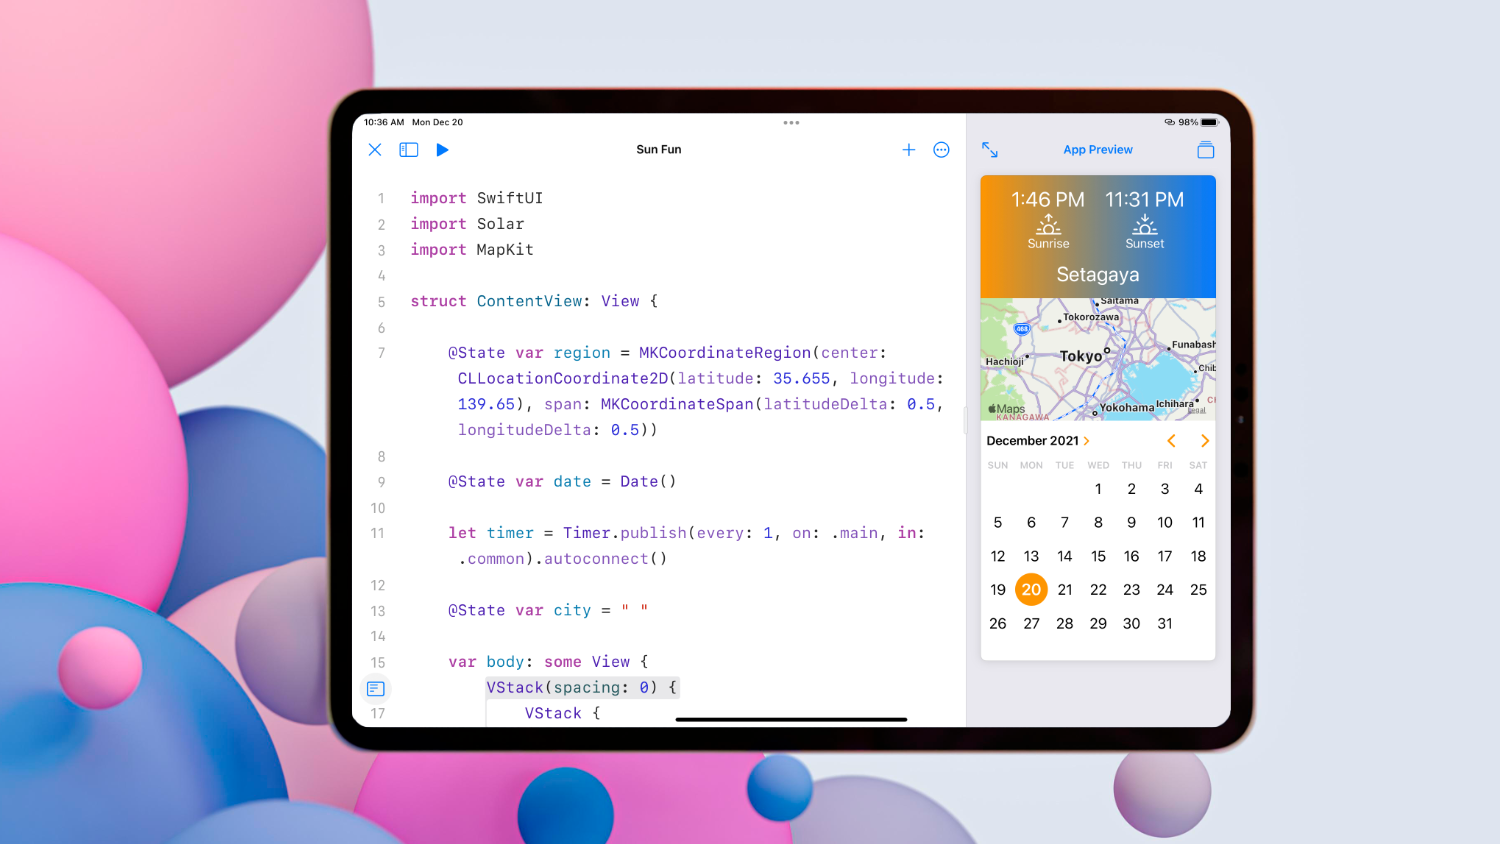 10:36 AM Mon Dec 20
98%
Sun Fun
App Preview
1 import SwiftUI
2 import Solar
3 import MapKit
4
5 struct ContentView: View {
6
7 @State var region = MKCoordinateRegion(center:
CLLocationCoordinate2D(latitude: 35.655, longitude:
139.65), span: MKCoordinateSpan(latitudeDelta: 0.5,
longitudeDelta: 0.5))
8
9 @State var date = Date()
10
11 let timer = Timer.publish(every: 1, on: .main, in:
.common).autoconnect()
12
13 @State var city = " "
14
15 var body: some View {
VStack(spacing: 0) {
17 VStack {
1:46 PM 11:31 PM
Sunrise Sunset
Setagaya
Saitama
Tokorozawa
468
Funabash
Tokyo
Hachioji
Chib
Maps
Yokohama Ichihara
KANAGAWA
Legal
December 2021
SUN MON TUE WED THU FRI SAT
1 2 3 4
5 6 7 8 9 10 11
12 13 14 15 16 17 18
19 20 21 22 23 24 25
26 27 28 29 30 31